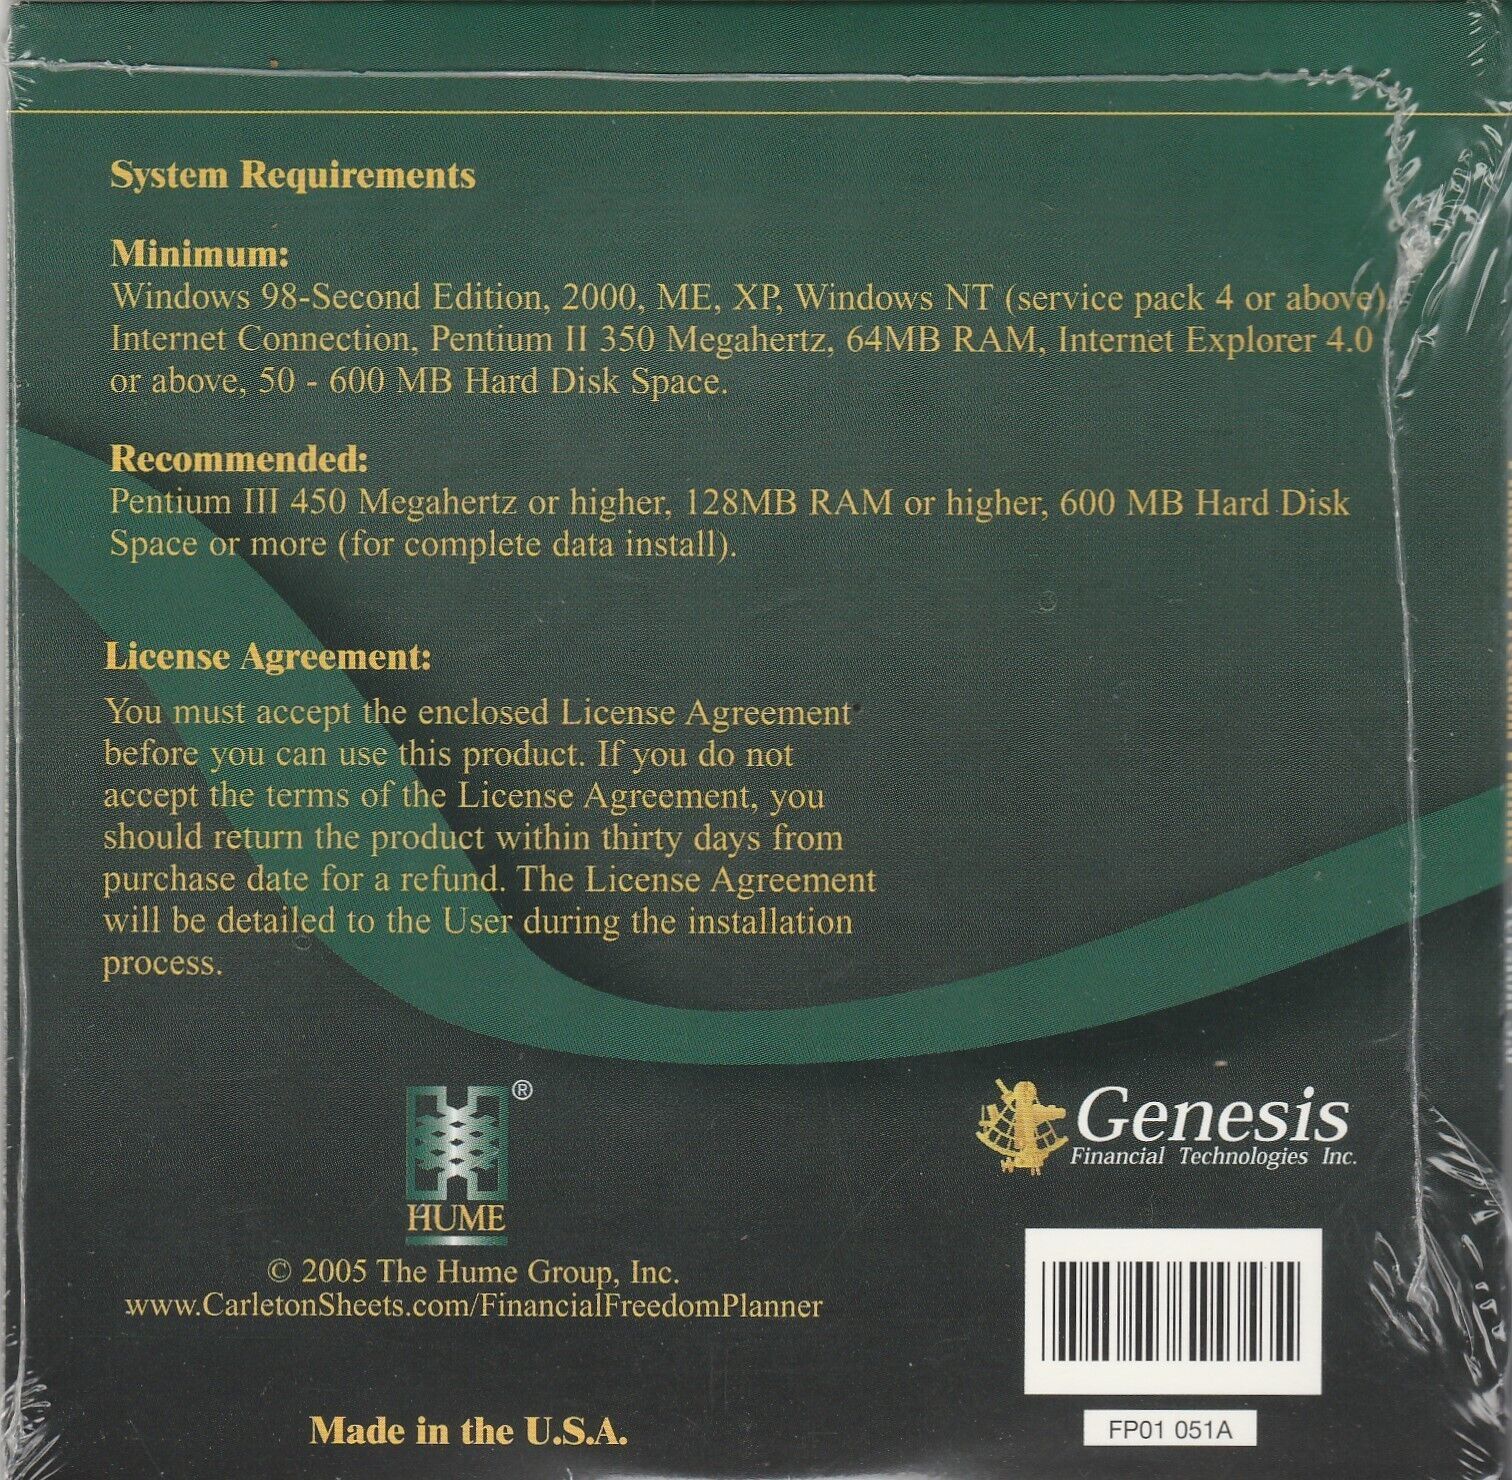 System Requirements
Minimum:
Windows 98-Second Edition, 2000, ME, XP, Windows NT (service pack 4 or above),
Internet Connection, Pentium II 350 Megahertz, 64MB RAM, Internet Explorer 4.0
or above, 50 - 600 MB Hard Disk Space.
Recommended:
Pentium III 450 Megahertz or higher, 128MB RAM or higher, 600 MB Hard Disk
Space or more (for complete data install).
License Agreement:
You must accept the enclosed License Agreement
before you can use this product. If you do not
accept the terms of the License Agreement, you
should return the product within thirty days from
purchase date for a refund. The License Agreement
will be detailed to the User during the installation
process.
®
HUME
© 2005 The Hume Group, Inc.
www.CarletonSheets.com/FinancialFreedomPlanner
Made in the U.S.A.
Genesis
Financial Technologies Inc.
FP01 051A